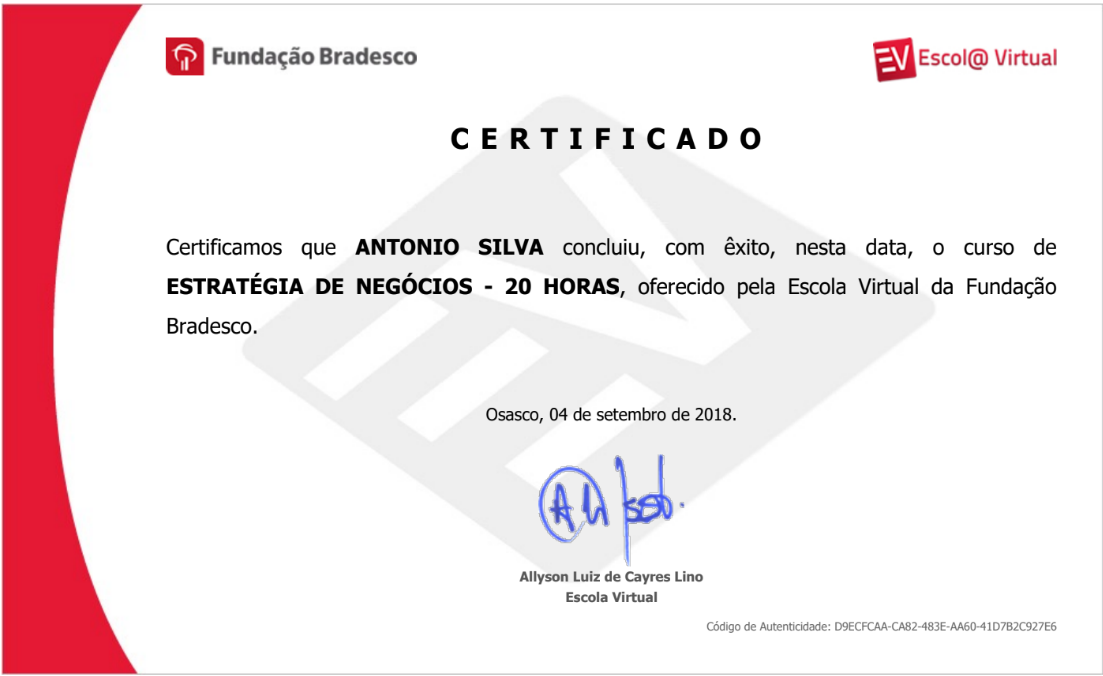 Fundação Bradesco
EV Escol@ Virtual
CERTIFICADO
Certificamos que ANTONIO SILVA concluiu, com êxito, nesta data, o curso de
ESTRATÉGIA DE NEGÓCIOS - 20 HORAS, oferecido pela Escola Virtual da Fundação
Bradesco.
Osasco, 04 de setembro de 2018.
Allyson Luiz de Cayres Lino
Escola Virtual
Código de Autenticidade: D9ECFCAA-CA82-483E-AA60-41D7B2C927E6